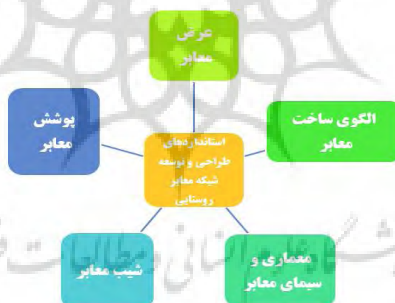 عرض
معابر
الگوی ساخت
معابر
پوشش
معابر
استانداردهای
طراحی و توسعه
شبکه معابر
روستایی
معماری و
سیمای معابر
شیب معابر